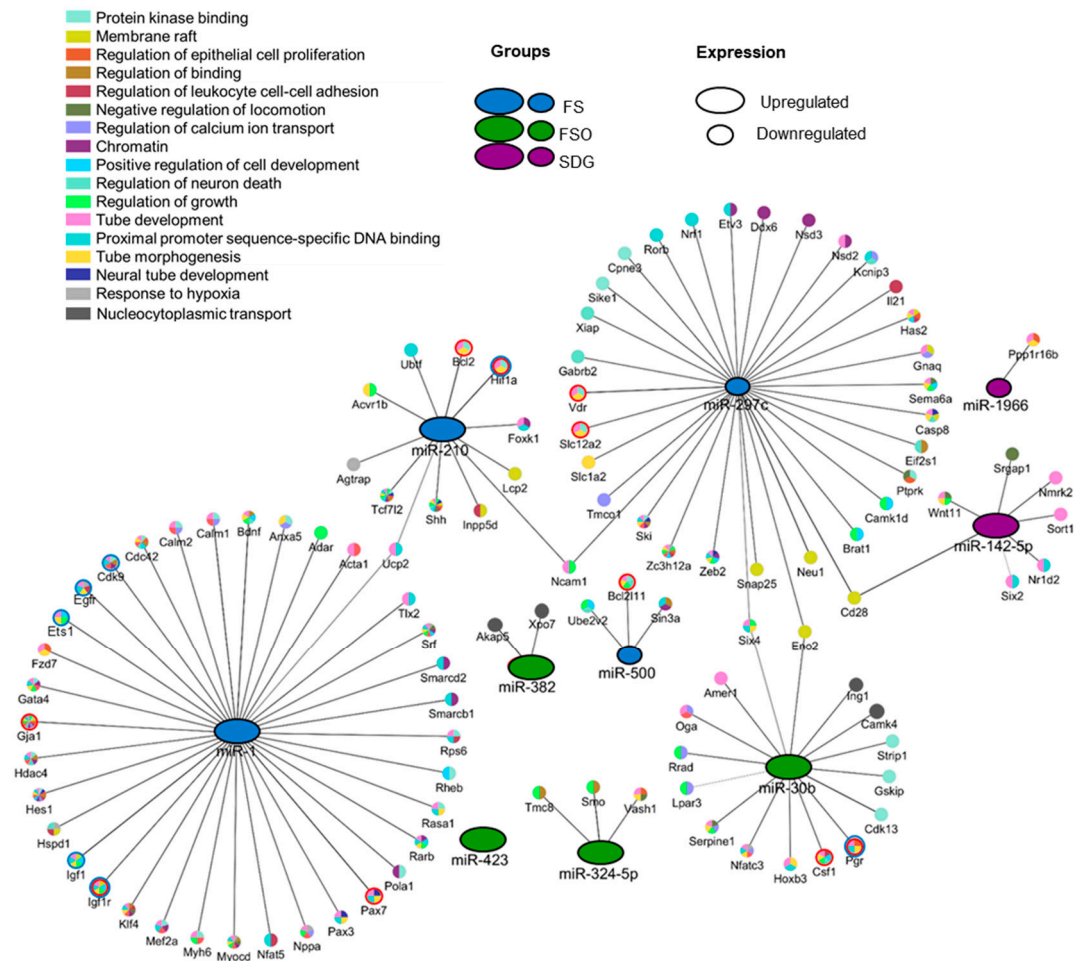 Protein kinase binding
Membrane raft
Regulation of epithelial cell proliferation
Regulation of binding
Regulation of leukocyte cell-cell adhesion
Negative regulation of locomotion
Regulation of calcium ion transport
Chromatin
Positive regulation of cell development
Regulation of neuron death
Regulation of growth
Tube development
Proximal promoter sequence-specific DNA binding
Tube morphogenesis
Neural tube development
Response to hypoxia
Nucleocytoplasmic transport
Groups
FS
FSO
SDG
Expression
Upregulated
Downregulated
Etv3
Ddx6
Nrf1
Nsd3
Rorb
Nsd2
Cpne3
Kcnip3
Sike1
Il21
Xiap
Has2
Gabrb2
Gnaq
Vdr
miR-297c
Sema6a
Slc12a2
Casp8
Slc1a2
Eif2s1
Tmco1
Ptprk
Ski
Camk1d
Zc3h12a
Brat1
Zeb2
Snap25
Neu1
Cd28
Six4
Eno2
Ppp1r16b
miR-1966
Srgap1
Nmrk2
Wnt11
Sort1
miR-142-5p
Nr1d2
Six2
Ubtf
Bcl2
Hif1a
Acvr1b
miR-210
Foxk1
Agtrap
Lcp2
Tcf7l2
Shh
Inpp5d
Ucp2
Ncam1
Bcl2l11
Ube2v2
Sin3a
miR-500
Akap5
Xpo7
miR-382
Bdnf
Anxa5
Calm1
Adar
Calm2
Acta1
Cdc42
Cdk9
Egfr
Tlx2
Ets1
Srf
Fzd7
Smarcd2
Gata4
Smarcb1
Gja1
miR-1
Rps6
Hdac4
Rheb
Hes1
Rasa1
Hspd1
Rarb
Igf1
Pola1
Igf1r
Pax7
Klf4
Pax3
Mef2a
Nppa
Myh6
Myocd
Nfat5
miR-423
Tmc8
Smo
Vash1
miR-324-5p
Amer1
Ing1
Oga
Camk4
Rrad
Strip1
miR-30b
Lpar3
Gskip
Serpine1
Cdk13
Nfatc3
Hoxb3
Csf1
Pgr